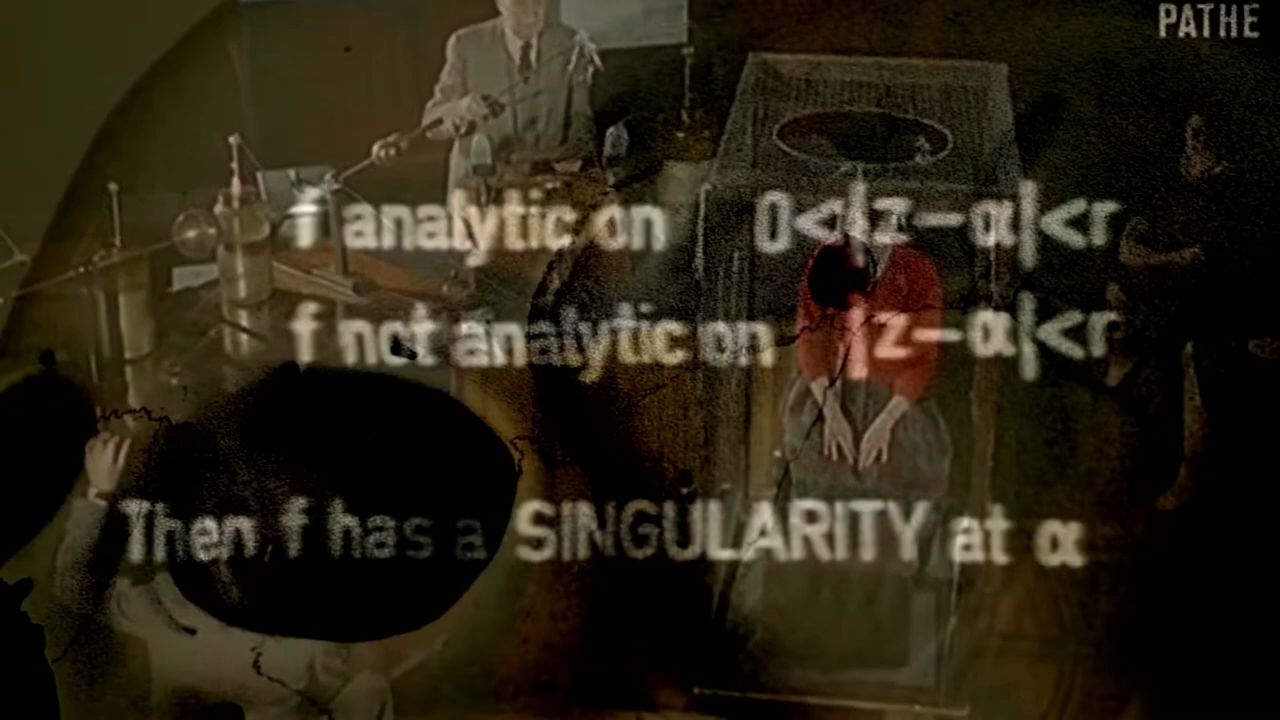 PATHE
f analytic on 0<|z-α|<r
f not analytic on |z-α|<r
Then f has a SINGULARITY at α